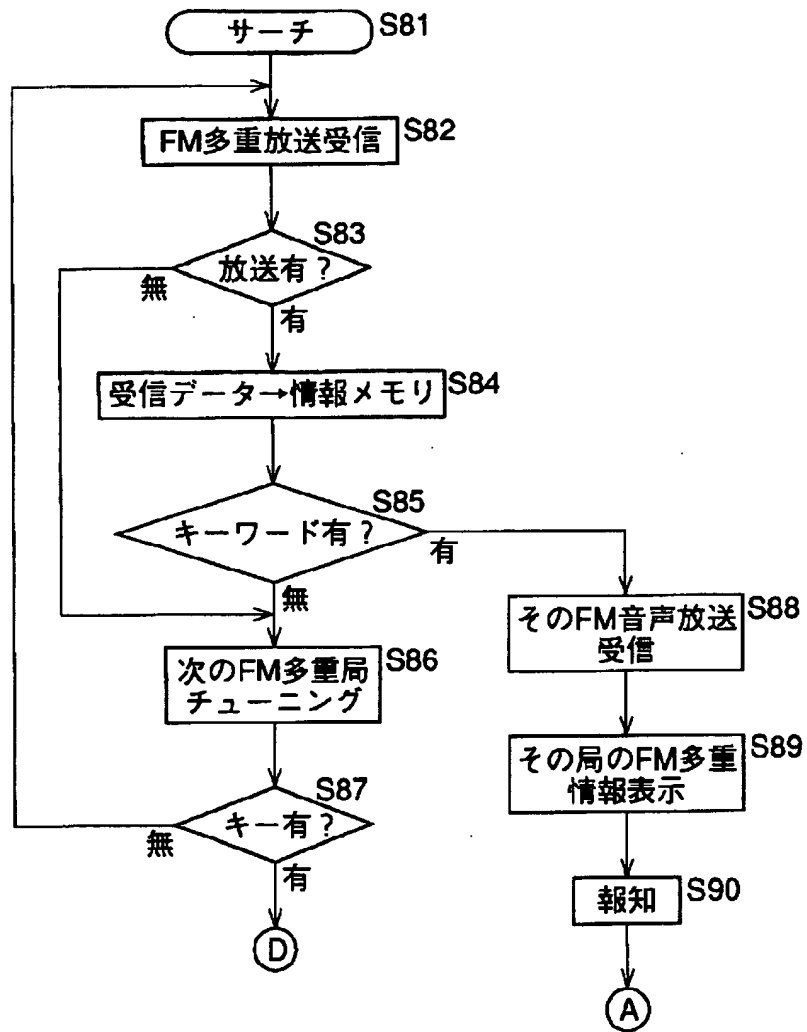 サーチ
S81
FM多重放送受信
S82
S83
放送有？
無
有
受信データ→情報メモリ
S84
S85
キーワード有？
有
無
次のFM多重局
チューニング
S86
S87
キー有？
無
有
D
そのFM音声放送
受信
S88
その局のFM多重
情報表示
S89
報知
S90
A